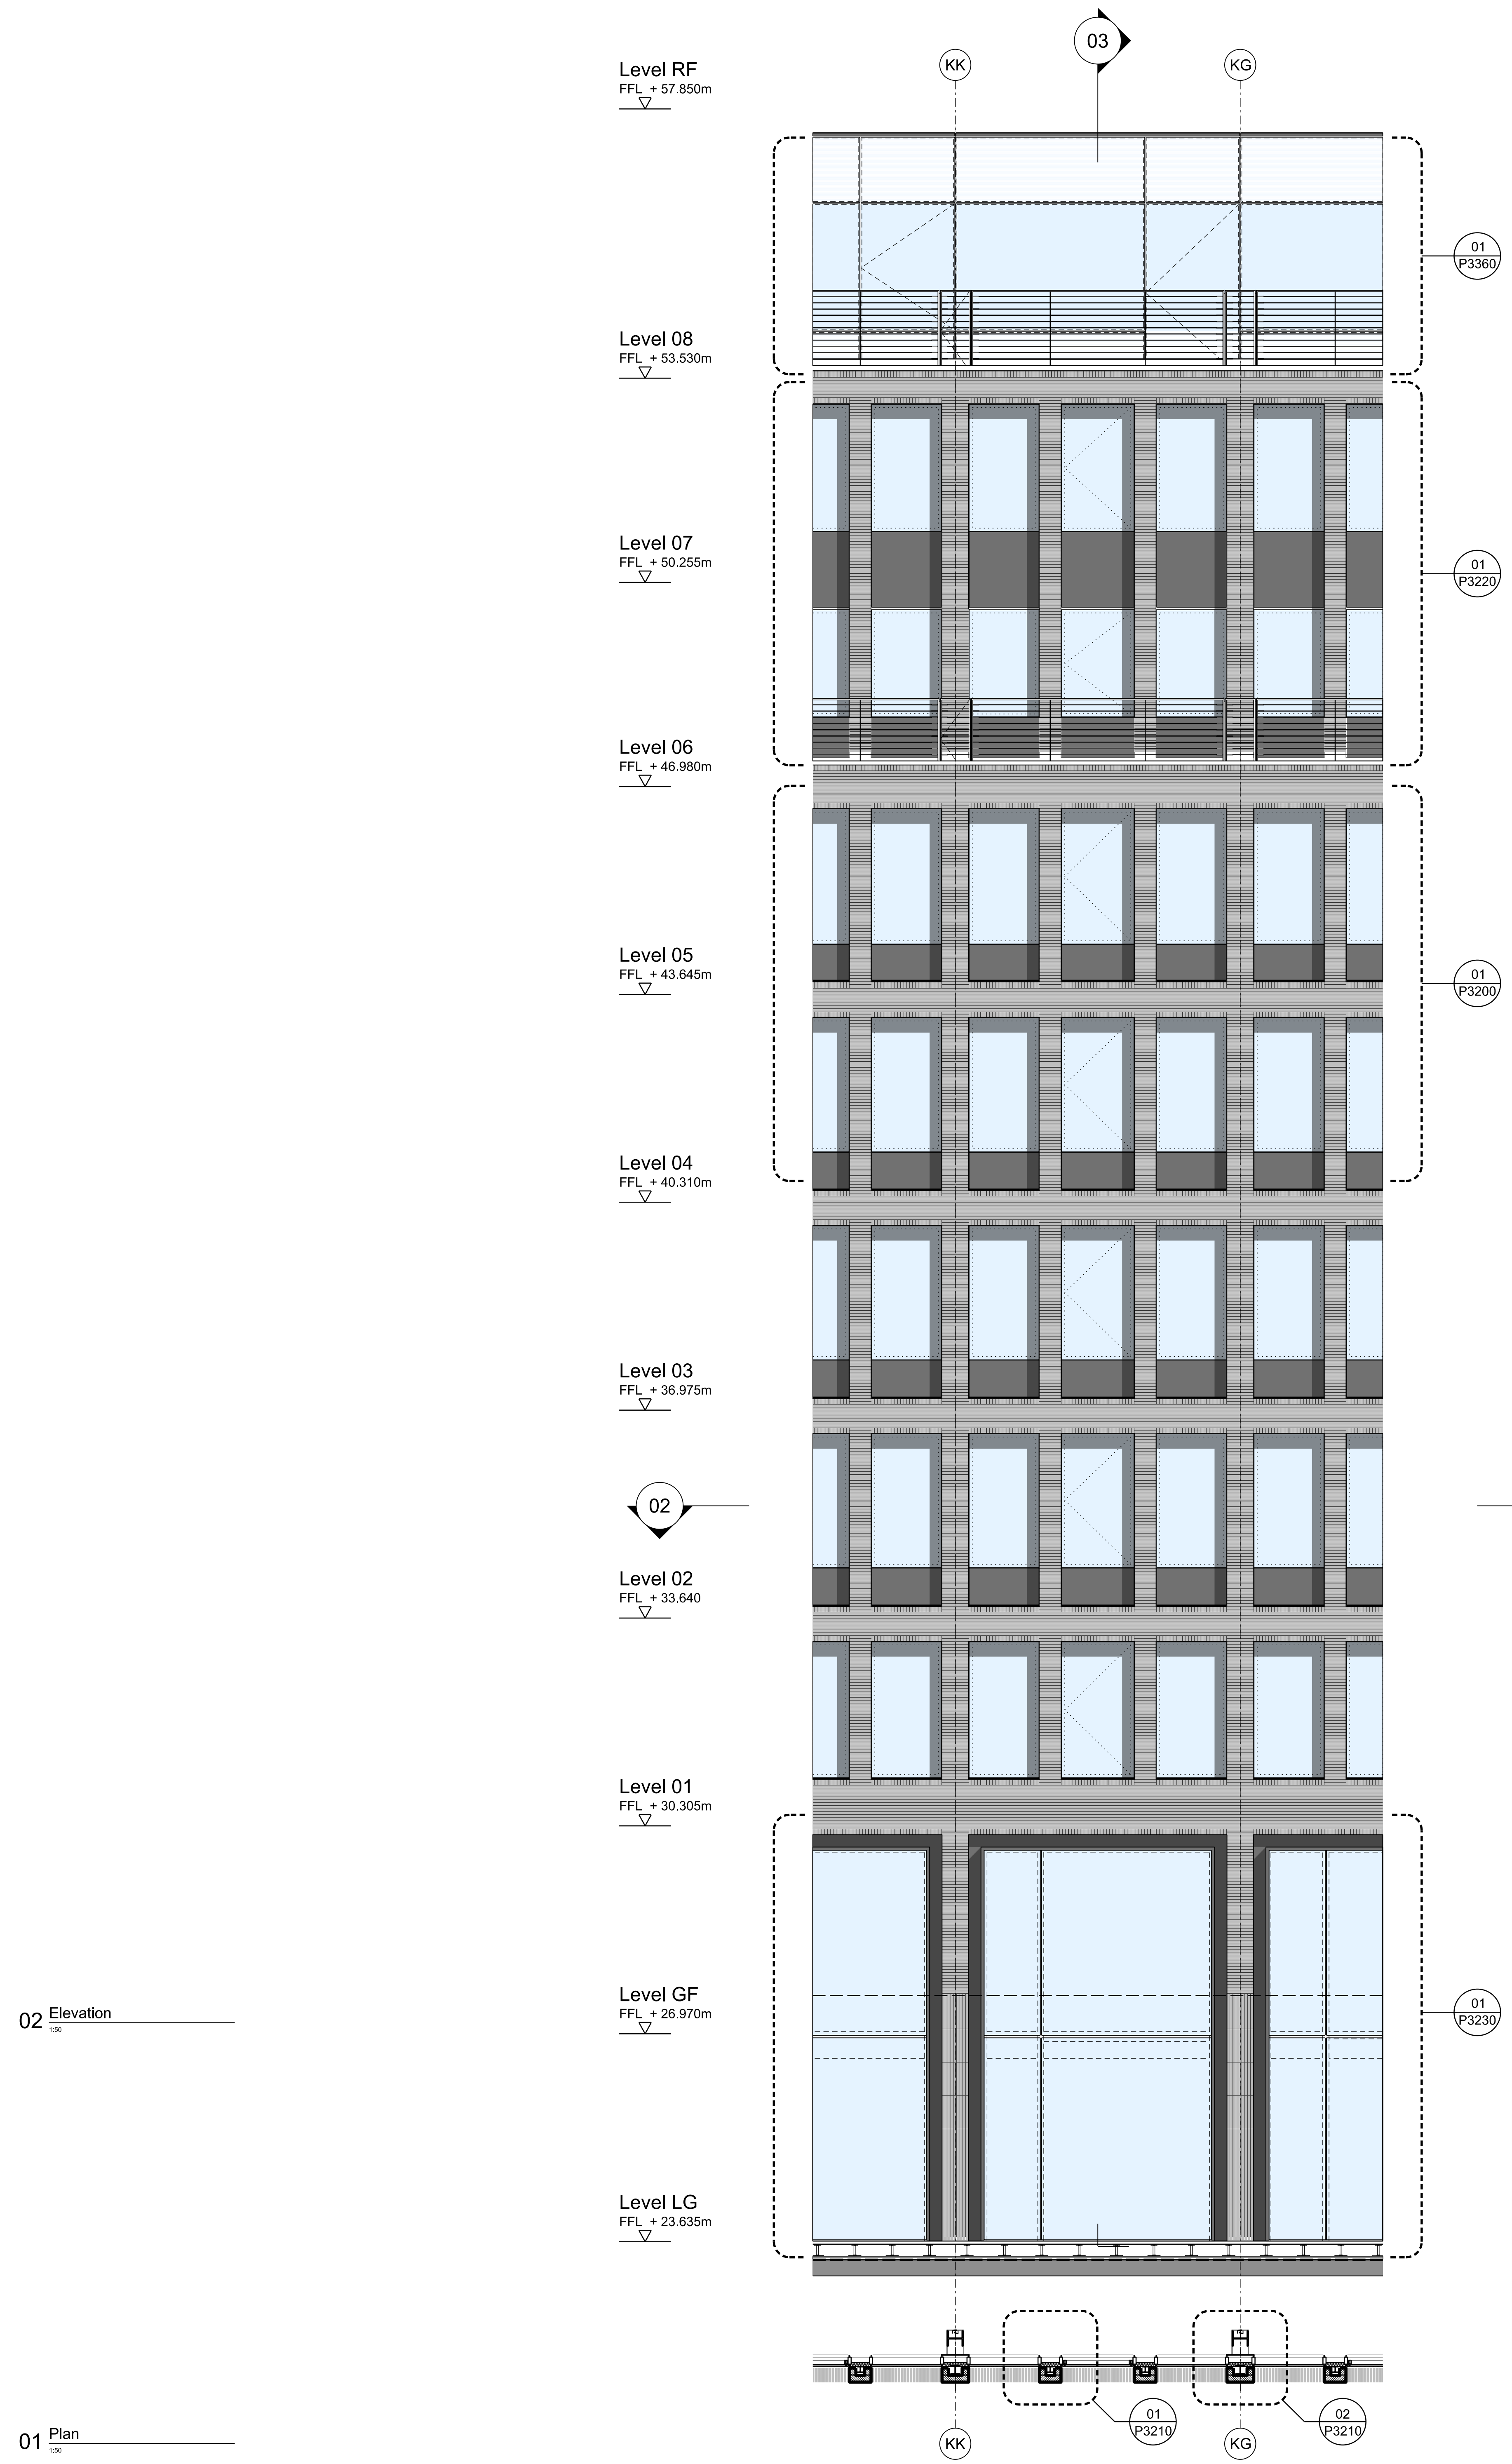 03
KK
KG
Level RF
FFL + 57.850m
01
P3360
Level 08
FFL + 53.530m
Level 07
FFL + 50.255m
01
P3220
Level 06
FFL + 46.980m
Level 05
FFL + 43.645m
01
P3200
Level 04
FFL + 40.310m
Level 03
FFL + 36.975m
02
Level 02
FFL + 33.640
Level 01
FFL + 30.305m
Level GF
FFL + 26.970m
01
P3230
02 Elevation
1:50
Level LG
FFL + 23.635m
01
P3210
02
P3210
KK
KG
01 Plan
1:50